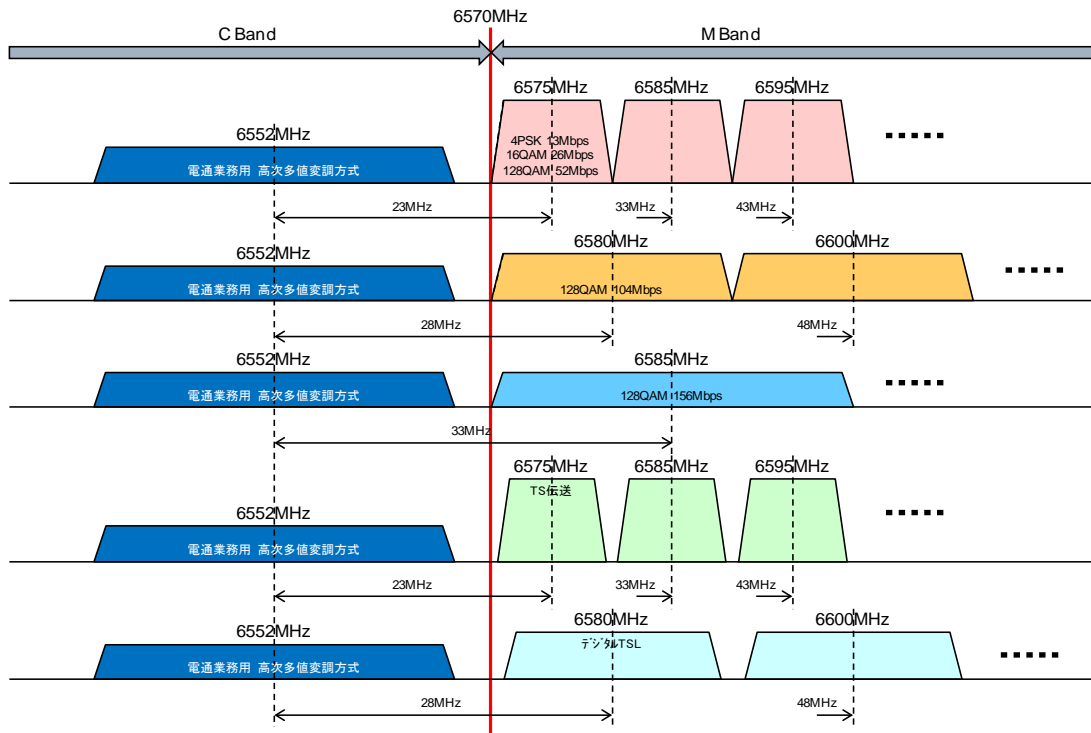 6570MHz
C Band
M Band
6575MHz
6585MHz
6595MHz
6552MHz
4PSK 13Mbps
16QAM 26Mbps
128QAM 52Mbps
電通業務用 高次多値変調方式
23MHz
33MHz
43MHz
6552MHz
6580MHz
6600MHz
電通業務用 高次多値変調方式
128QAM 104Mbps
28MHz
48MHz
6552MHz
6585MHz
電通業務用 高次多値変調方式
128QAM 156Mbps
33MHz
6575MHz
6585MHz
6595MHz
TS伝送
6552MHz
電通業務用 高次多値変調方式
23MHz
33MHz
43MHz
6552MHz
6580MHz
6600MHz
デジタルTSL
電通業務用 高次多値変調方式
28MHz
48MHz